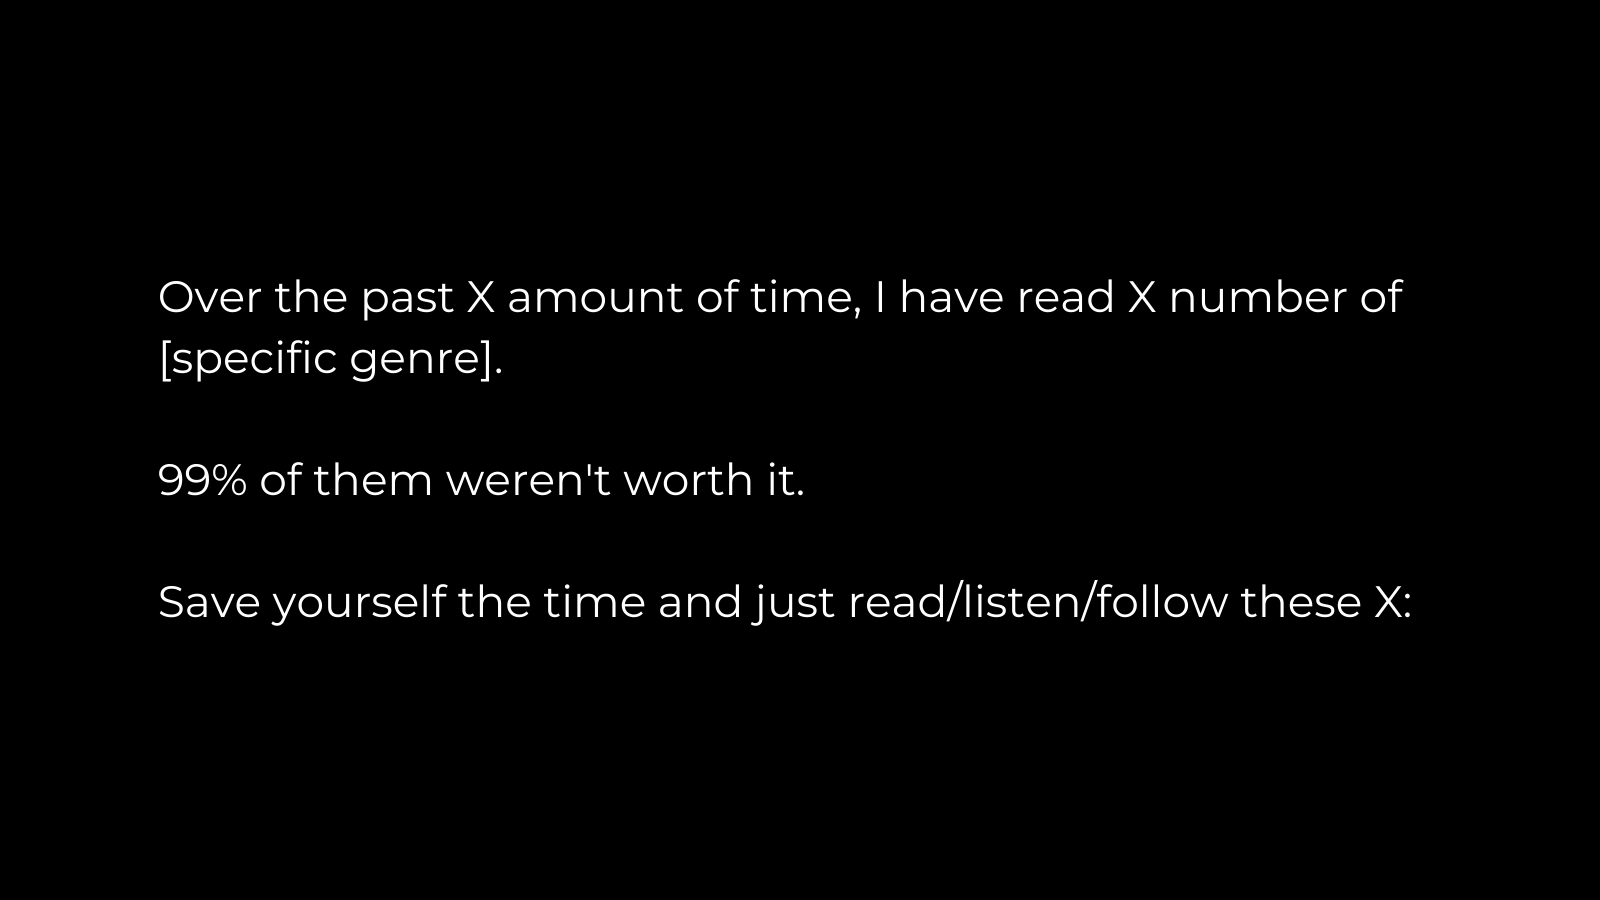 Over the past X amount of time, I have read X number of
[specific genre].
99% of them weren't worth it.
Save yourself the time and just read/listen/follow these X: